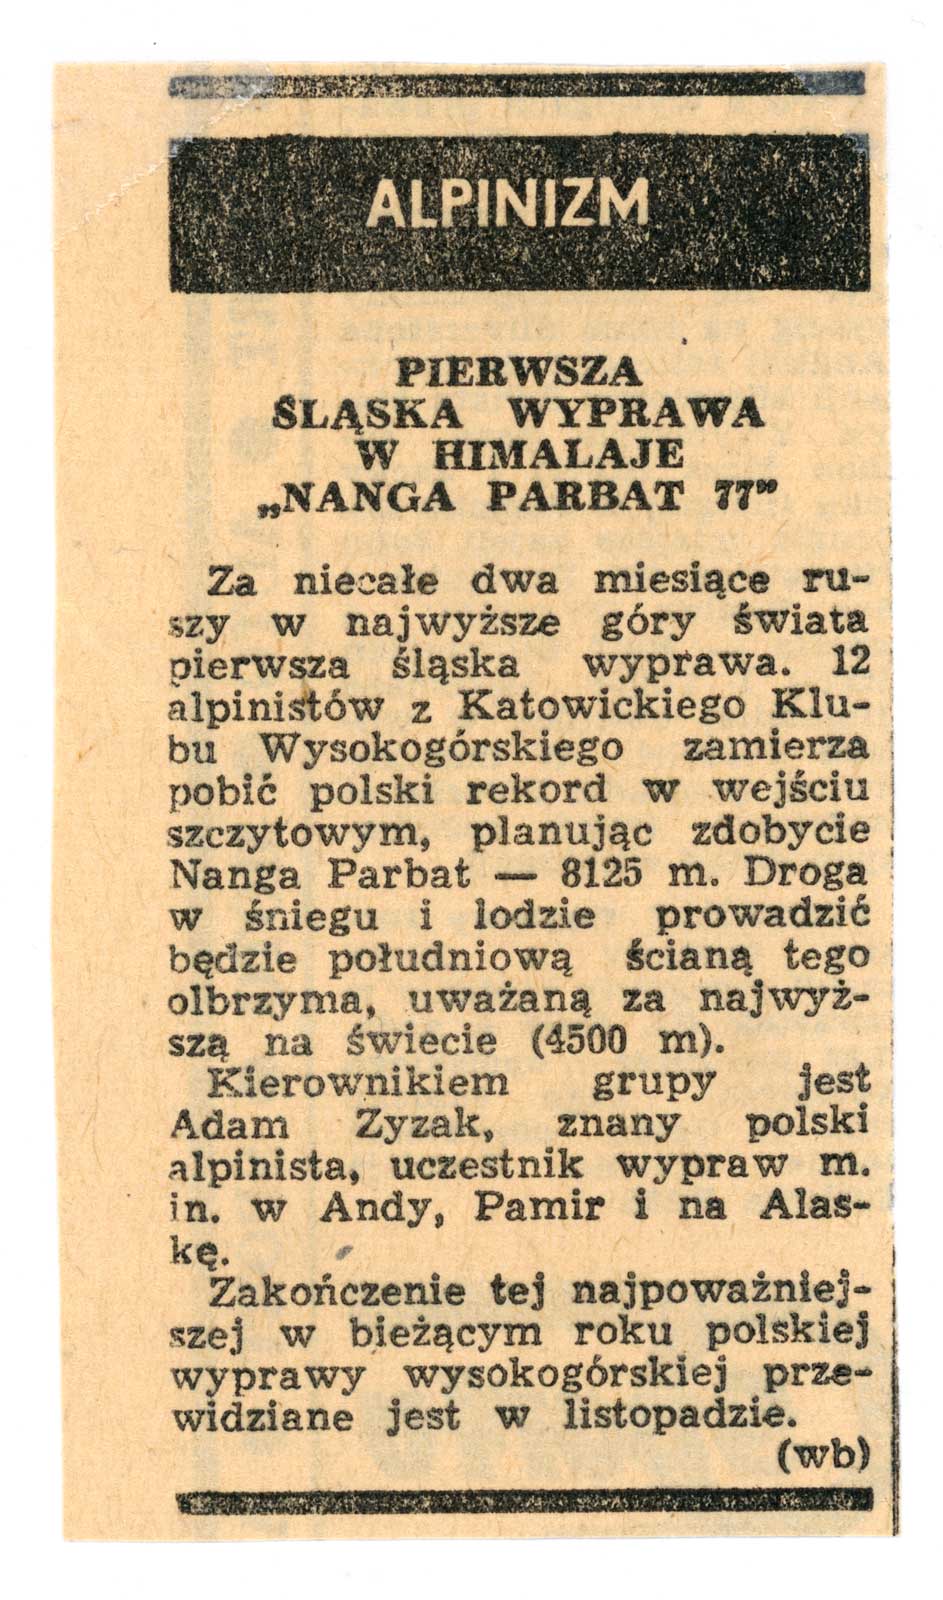 ALPINIZM
PIERWSZA
ŚLĄSKA WYPRAWA
W HIMALAJE
„NANGA PARBAT 77”
Za niecałe dwa miesiące ru-
szy w najwyższe góry świata
pierwsza śląska wyprawa. 12
alpinistów z Katowickiego Klu-
bu Wysokogórskiego zamierza
pobić polski rekord w wejściu
szczytowym, planując zdobycie
Nanga Parbat — 8125 m. Droga
w śniegu i lodzie prowadzić
będzie południową ścianą tego
olbrzyma, uważaną za najwyż-
szą na świecie (4500 m).
Kierownikiem grupy jest
Adam Zyzak, znany polski
alpinista, uczestnik wypraw m.
in. w Andy, Pamir i na Alas-
kę.
Zakończenie tej najpoważniej-
szej w bieżącym roku polskiej
wyprawy wysokogórskiej prze-
widziane jest w listopadzie.
(wb)